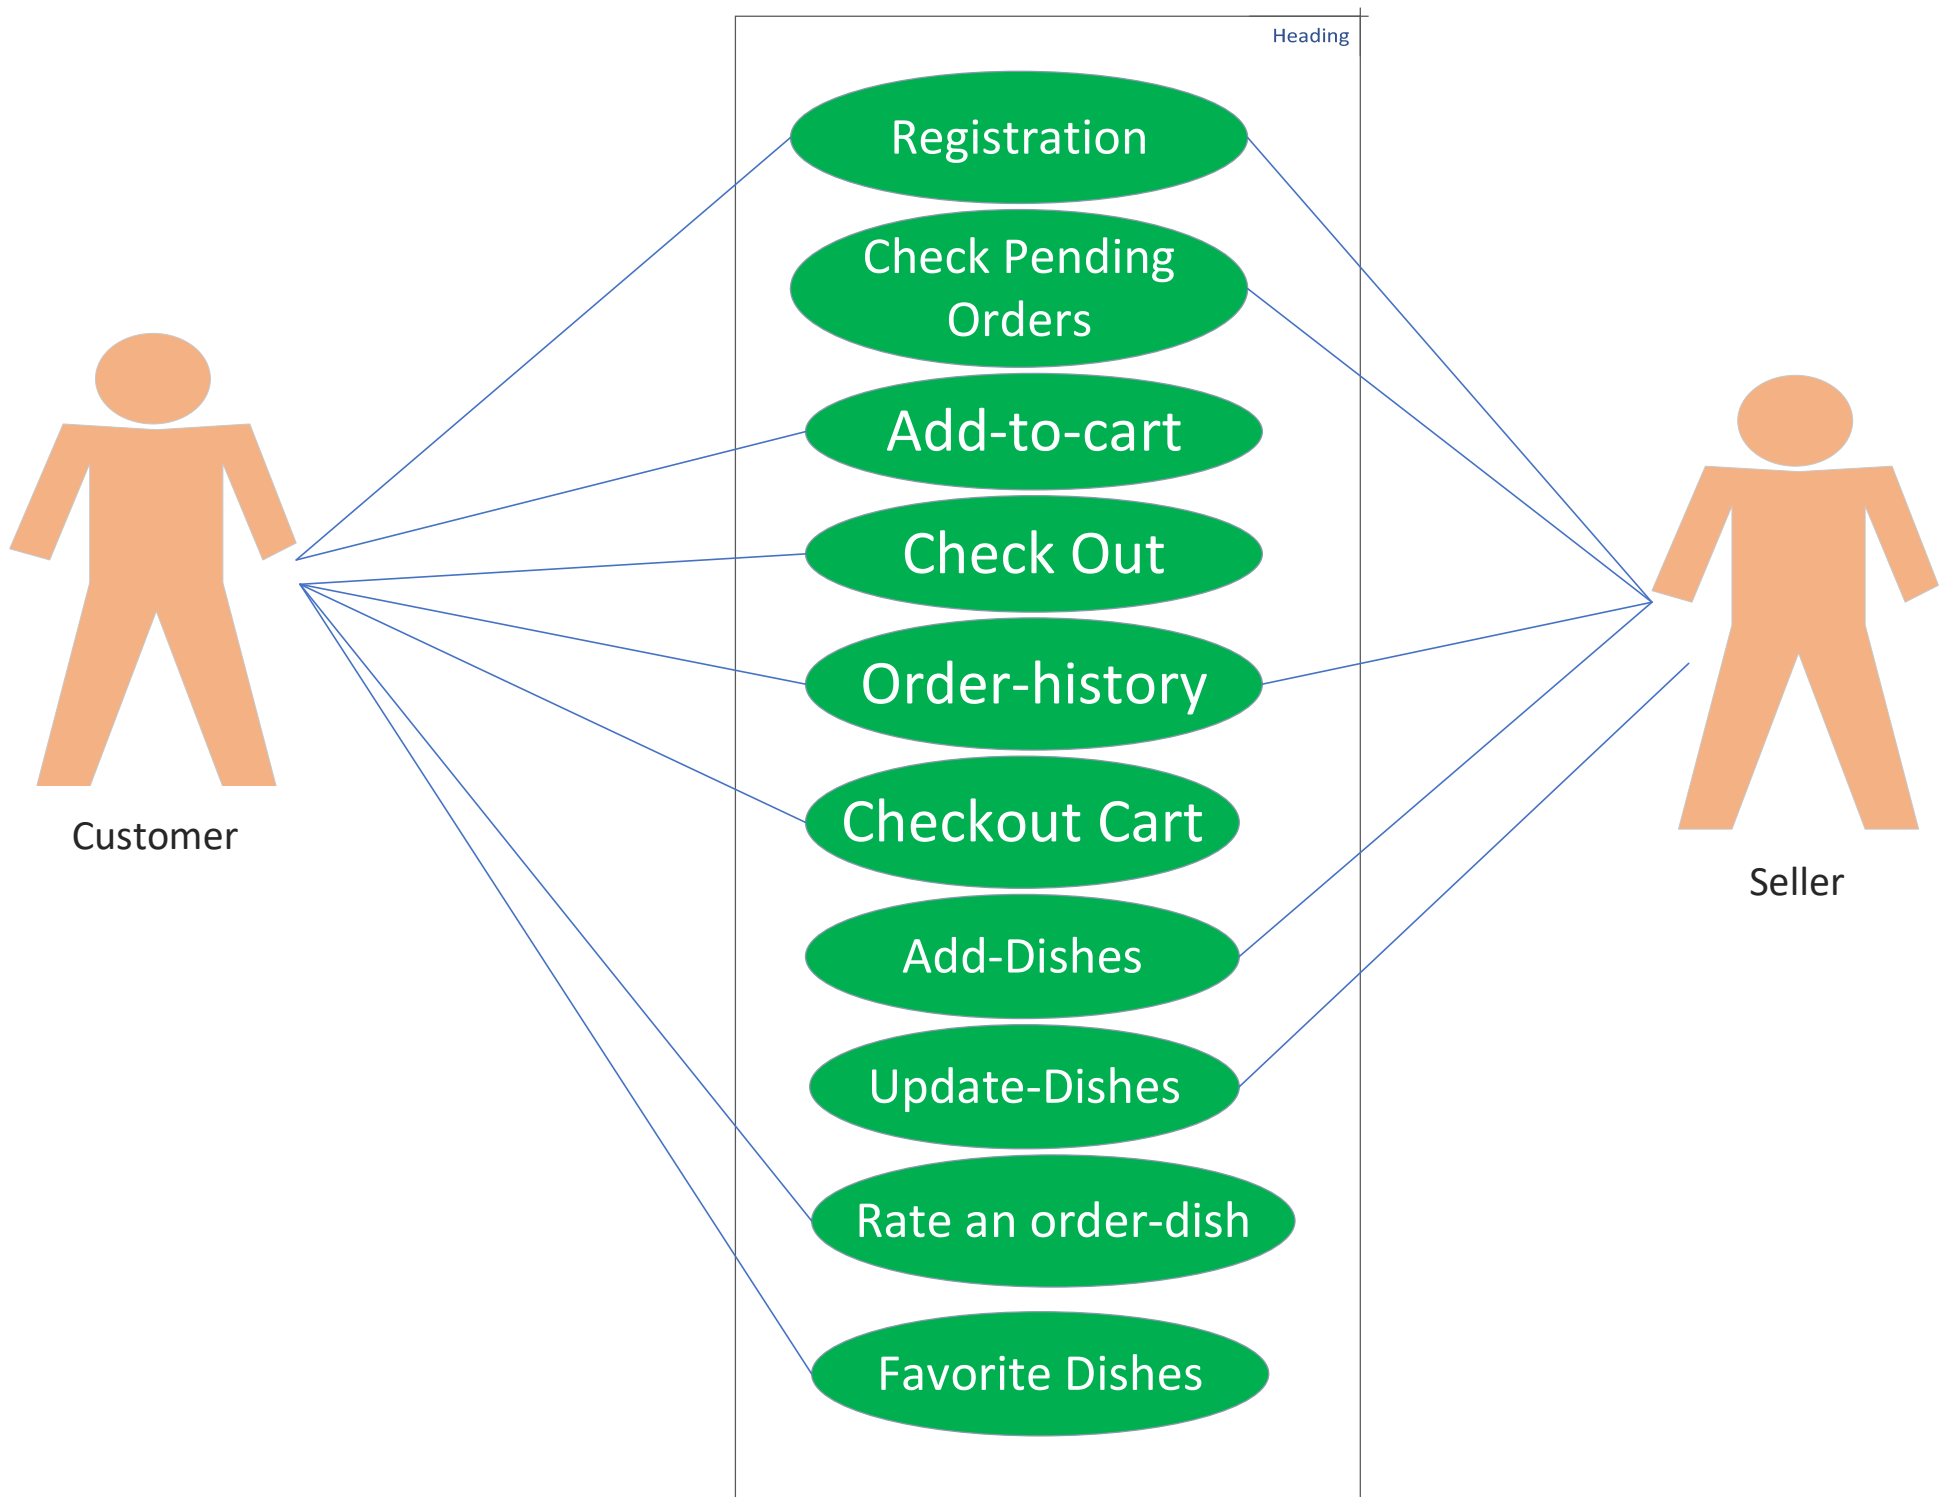 Heading
Registration
Check Pending
Orders
Add-to-cart
Check Out
Order-history
Checkout Cart
Customer
Seller
Add-Dishes
Update-Dishes
Rate an order-dish
Favorite Dishes